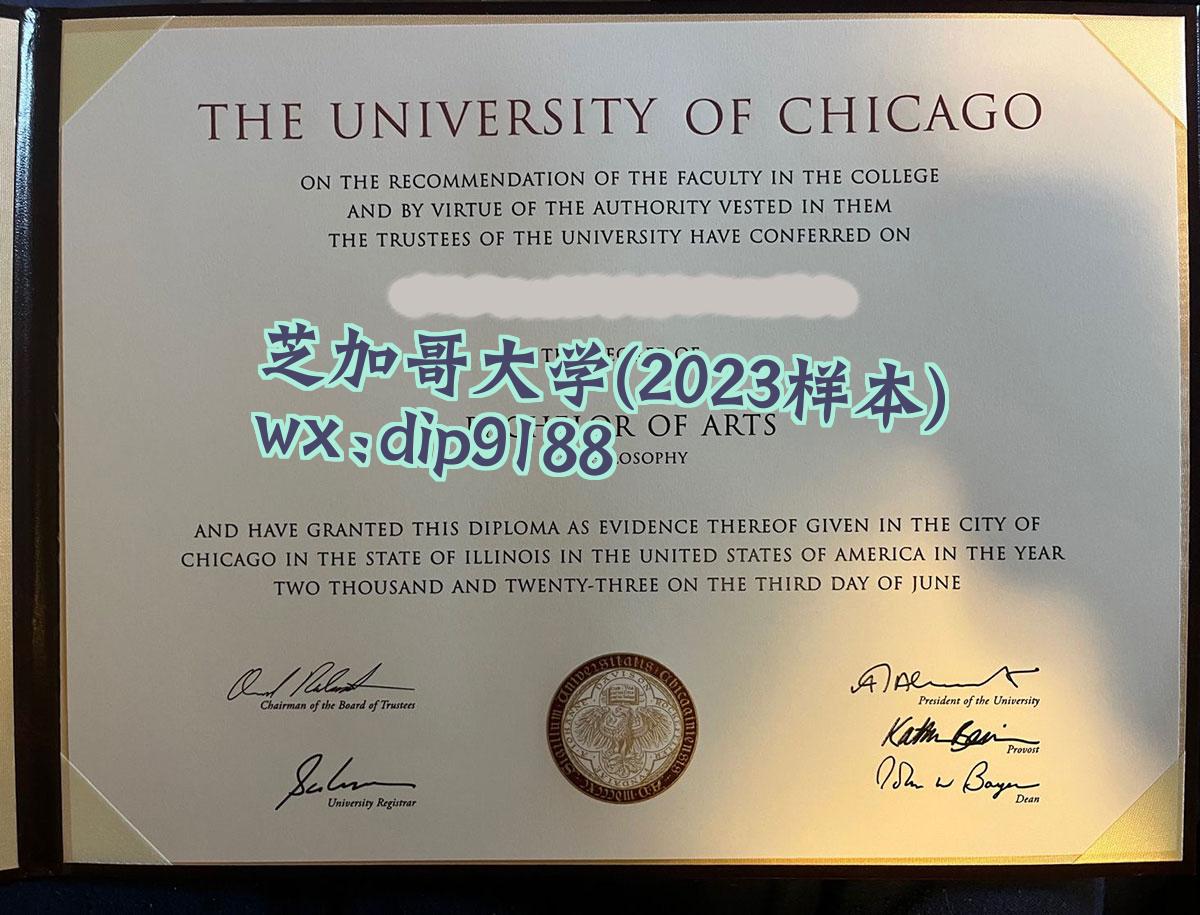 THE UNIVERSITY OF CHICAGO
ON THE RECOMMENDATION OF THE FACULTY IN THE COLLEGE
AND BY VIRTUE OF THE AUTHORITY VESTED IN THEM
THE TRUSTEES OF THE UNIVERSITY HAVE CONFERRED ON
芝加哥大学(2023样本)
OF ARTS
wx:dip9188
AND HAVE GRANTED THIS DIPLOMA AS EVIDENCE THEREOF GIVEN IN THE CITY OF
CHICAGO IN THE STATE OF ILLINOIS IN THE UNITED STATES OF AMERICA IN THE YEAR
TWO THOUSAND AND TWENTY-THREE ON THE THIRD DAY OF JUNE
Chairman of the Board of Trustees
President of the University
Provost
University Registrar
Dean